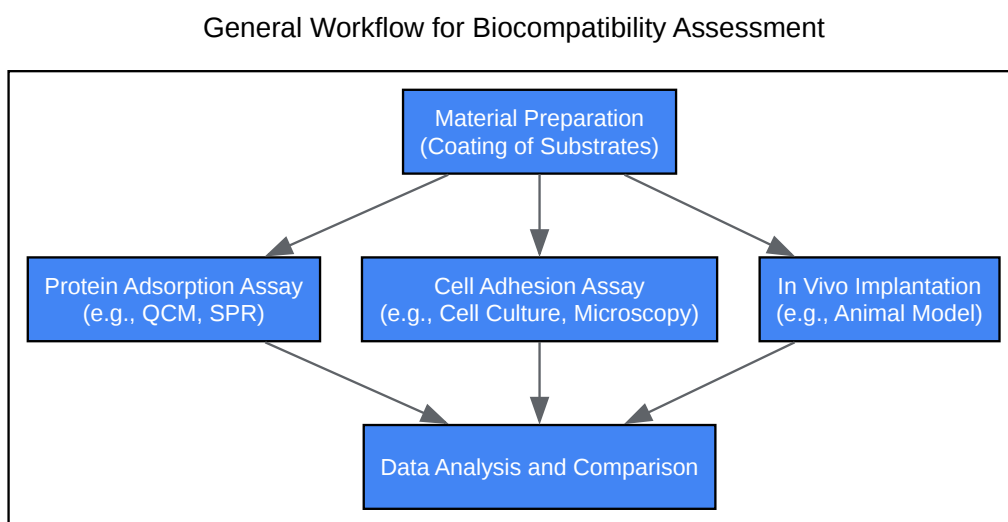 General Workflow for Biocompatibility Assessment
Material Preparation
(Coating of Substrates)
Protein Adsorption Assay
(e.g., QCM, SPR)
Cell Adhesion Assay
(e.g., Cell Culture, Microscopy)
In Vivo Implantation
(e.g., Animal Model)
Data Analysis and Comparison